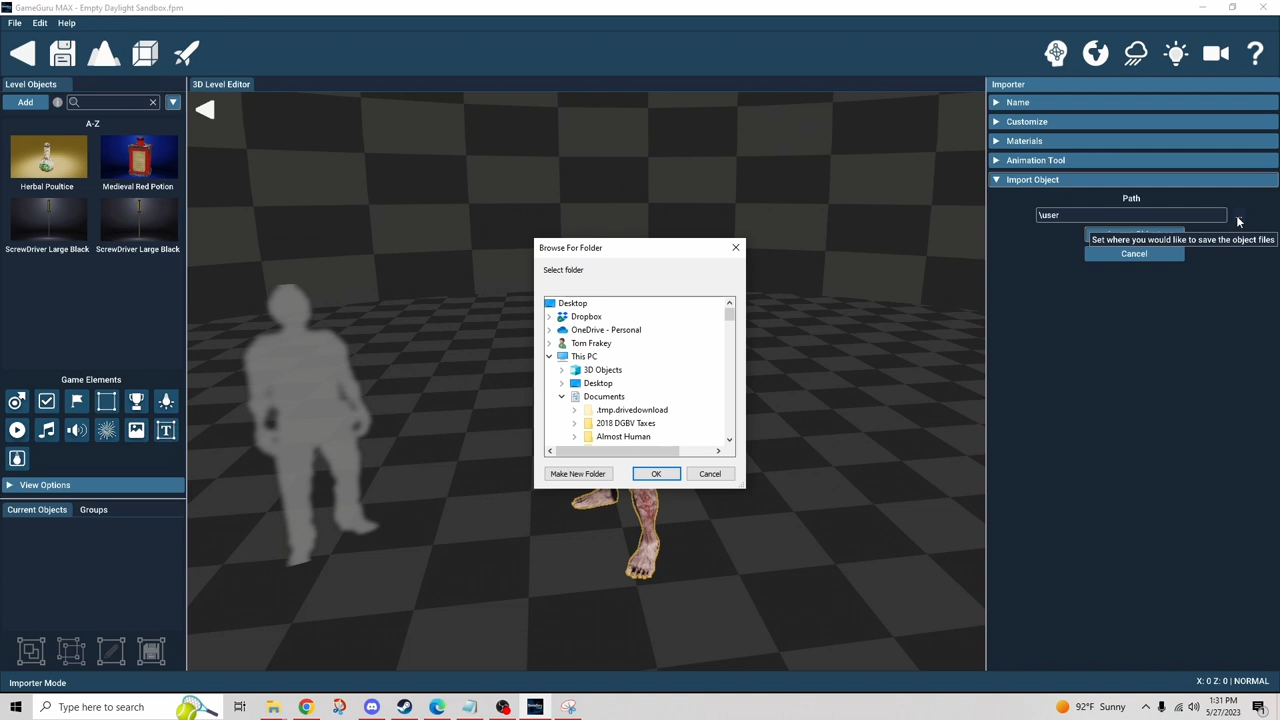 GameGuru MAX - Empty Daylight Sandbox.fpm
File Edit Help
Level Objects
Add
A-Z
Herbal Poultice
Medieval Red Potion
ScrewDriver Large Black
ScrewDriver Large Black
Game Elements
View Options
Current Objects Groups
Importer Mode
3D Level Editor
Browse For Folder
Select folder
Desktop
Dropbox
OneDrive - Personal
Tom Frakey
This PC
3D Objects
Desktop
Documents
.tmp.drivedownload
2018 DGBV Taxes
Almost Human
Make New Folder OK Cancel
Importer
Name
Customize
Materials
Animation Tool
Import Object
Path
\user
Set where you would like to save the object files
Cancel
X: 0 Z: 0 | NORMAL
Type here to search
92°F Sunny
1:31 PM
5/27/2023